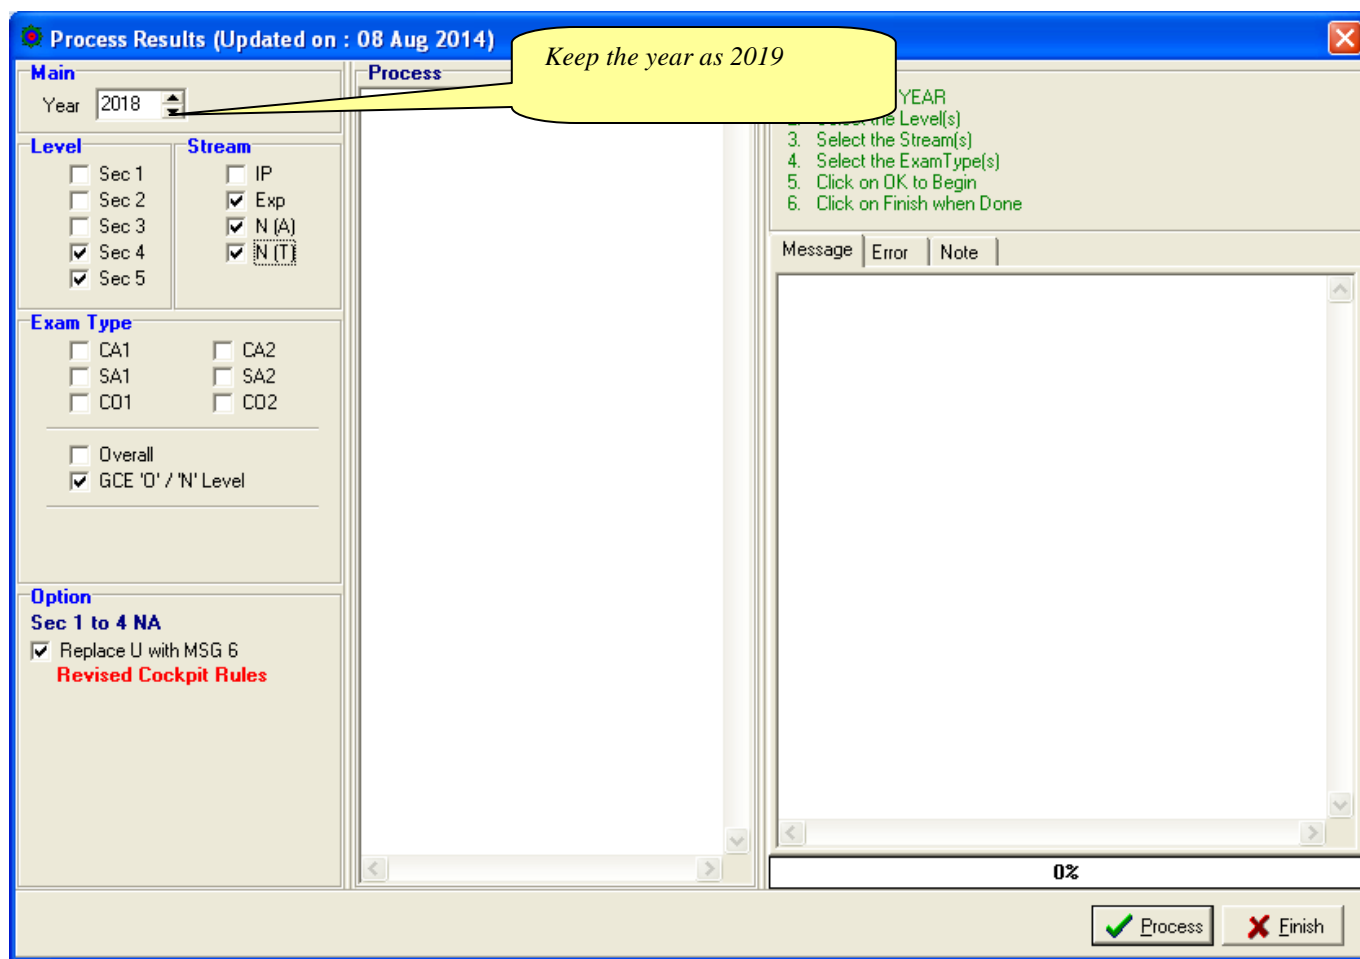 Process Results (Updated on : 08 Aug 2014)
Keep the year as 2019
Main
Year 2018
Level
Sec 1
Sec 2
Sec 3
Sec 4
Sec 5
Stream
IP
Exp
N (A)
N (T)
Exam Type
CA1 CA2
SA1 SA2
CO1 CO2
Overall
GCE 'O' / 'N' Level
Option
Sec 1 to 4 NA
Replace U with MSG 6
Revised Cockpit Rules
Process
YEAR
the Level(s)
3. Select the Stream(s)
4. Select the ExamType(s)
5. Click on OK to Begin
6. Click on Finish when Done
Message Error Note
0%
Process Finish